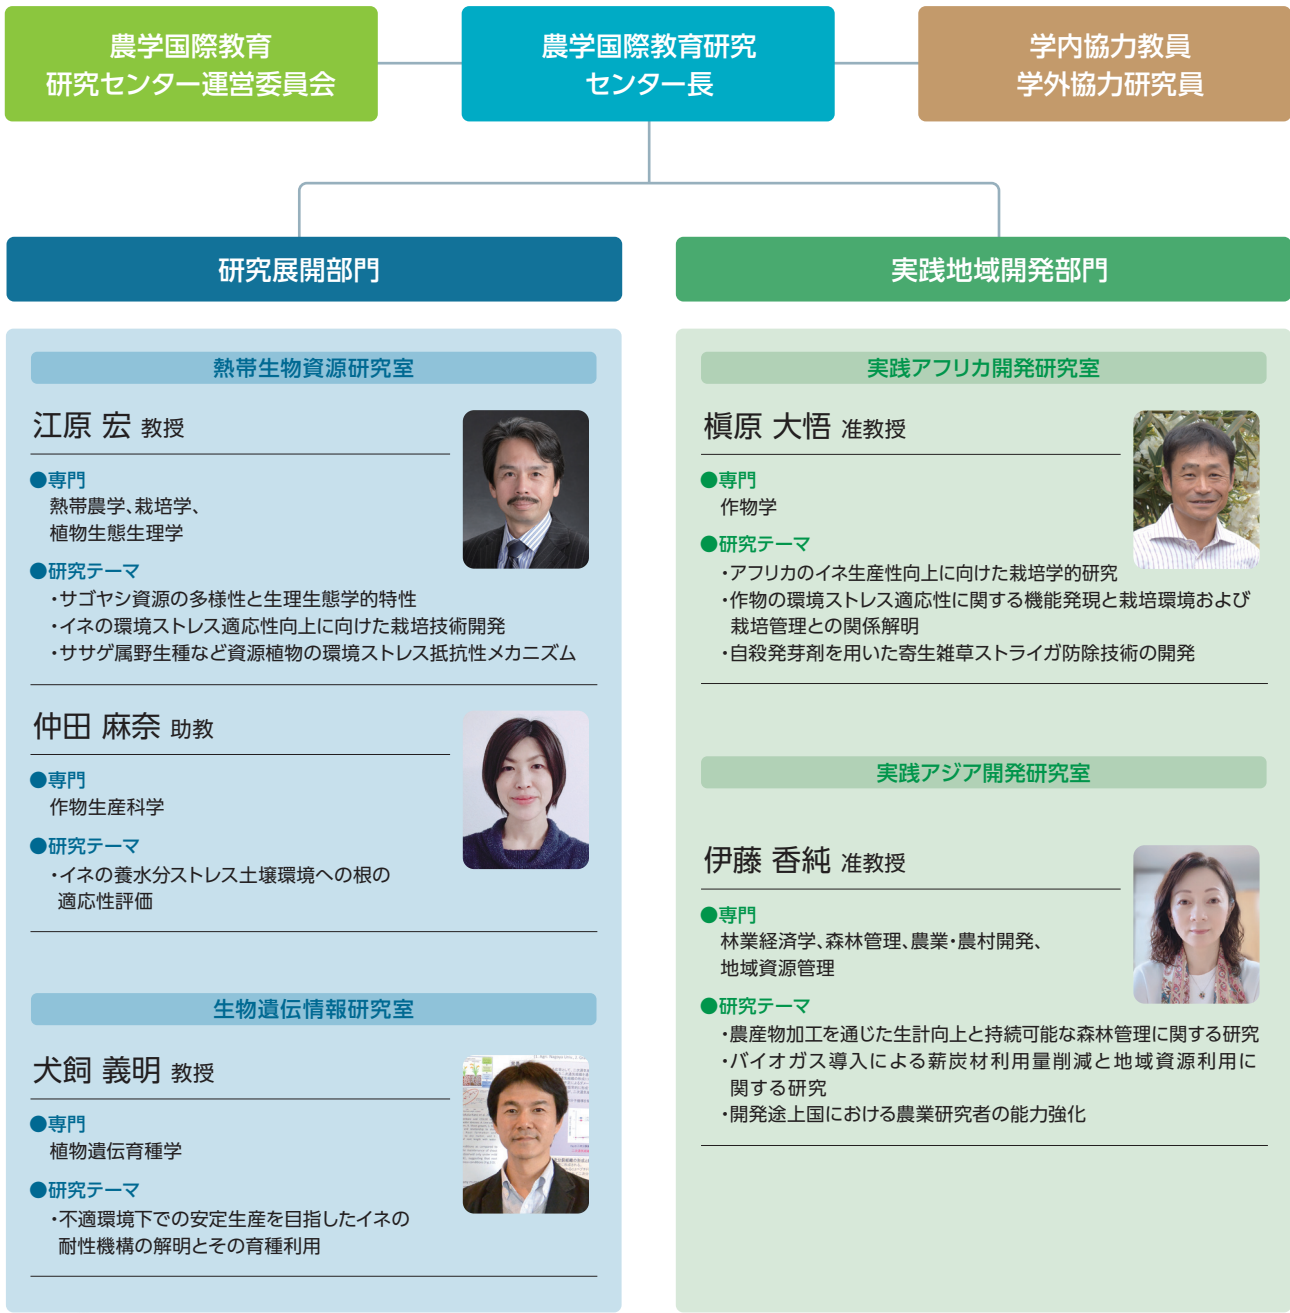 農学国際教育
研究センター運営委員会
農学国際教育研究
センター長
学内協力教員
学外協力研究員
研究展開部門
熱帯生物資源研究室
江原 宏 教授
●専門
熱帯農学、栽培学、
植物生態生理学
●研究テーマ
・サゴヤシ資源の多様性と生理生態学的特性
・イネの環境ストレス適応性向上に向けた栽培技術開発
・ササゲ属野生種など資源植物の環境ストレス抵抗性メカニズム
仲田 麻奈 助教
●専門
作物生産科学
●研究テーマ
・イネの養水分ストレス土壌環境への根の
適応性評価
生物遺伝情報研究室
犬飼 義明 教授
●専門
植物遺伝育種学
●研究テーマ
・不適環境下での安定生産を目指したイネの
耐性機構の解明とその育種利用
実践地域開発部門
実践アフリカ開発研究室
槇原 大悟 准教授
●専門
作物学
●研究テーマ
・アフリカのイネ生産性向上に向けた栽培学的研究
・作物の環境ストレス適応性に関する機能発現と栽培環境および
栽培管理との関係解明
・自殺発芽剤を用いた寄生雑草ストライガ防除技術の開発
実践アジア開発研究室
伊藤 香純 准教授
●専門
林業経済学、森林管理、農業・農村開発、
地域資源管理
●研究テーマ
・農産物加工を通じた生計向上と持続可能な森林管理に関する研究
・バイオガス導入による薪炭材利用量削減と地域資源利用に
関する研究
・開発途上国における農業研究者の能力強化